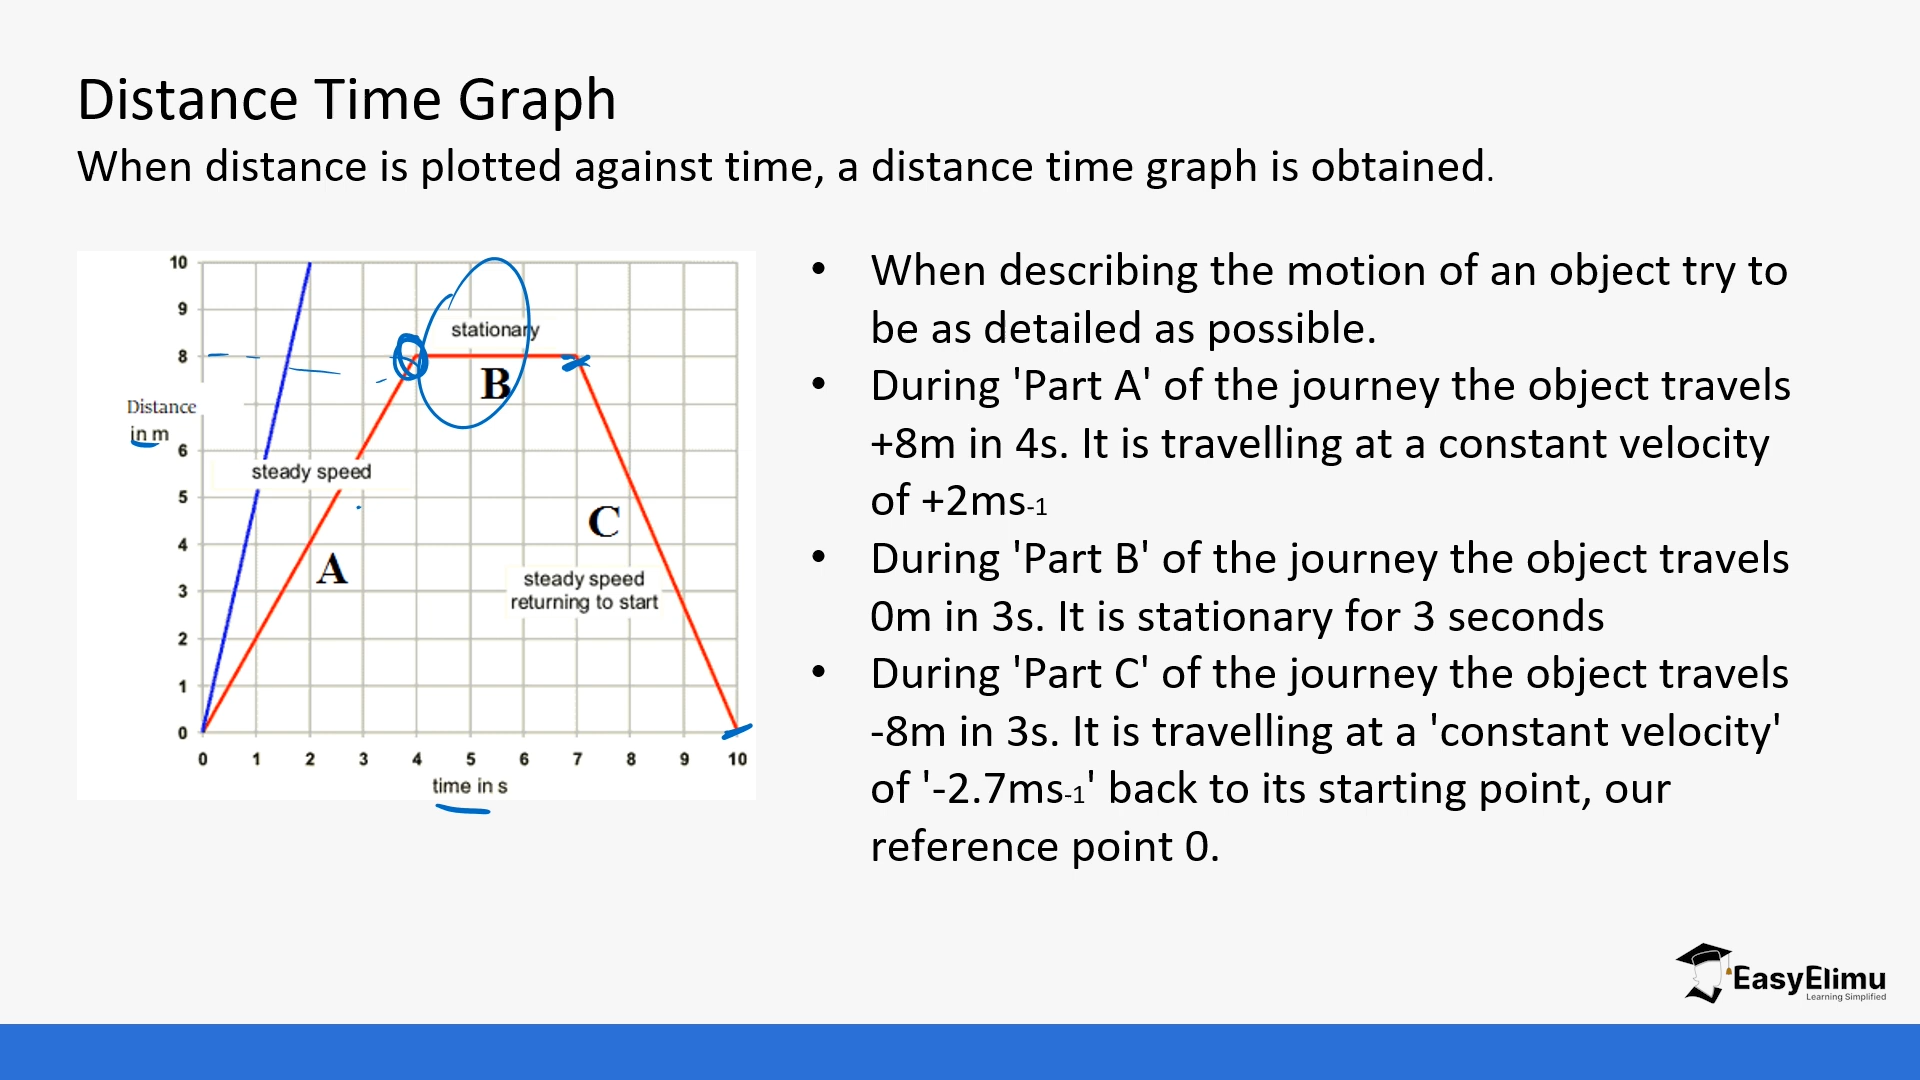 Distance Time Graph
When distance is plotted against time, a distance time graph is obtained.
10
9
8
Distance
in m
6
5
4
3
2
1
0
stationary
B
steady speed
C
A
steady speed
returning to start
0 1 2 3 4 5 6 7 8 9 10
time in s
• When describing the motion of an object try to
be as detailed as possible.
• During 'Part A' of the journey the object travels
+8m in 4s. It is travelling at a constant velocity
of +2ms-1
• During 'Part B' of the journey the object travels
0m in 3s. It is stationary for 3 seconds
• During 'Part C' of the journey the object travels
-8m in 3s. It is travelling at a 'constant velocity'
of '-2.7ms-1' back to its starting point, our
reference point 0.
EasyElimu
Learning Simplified